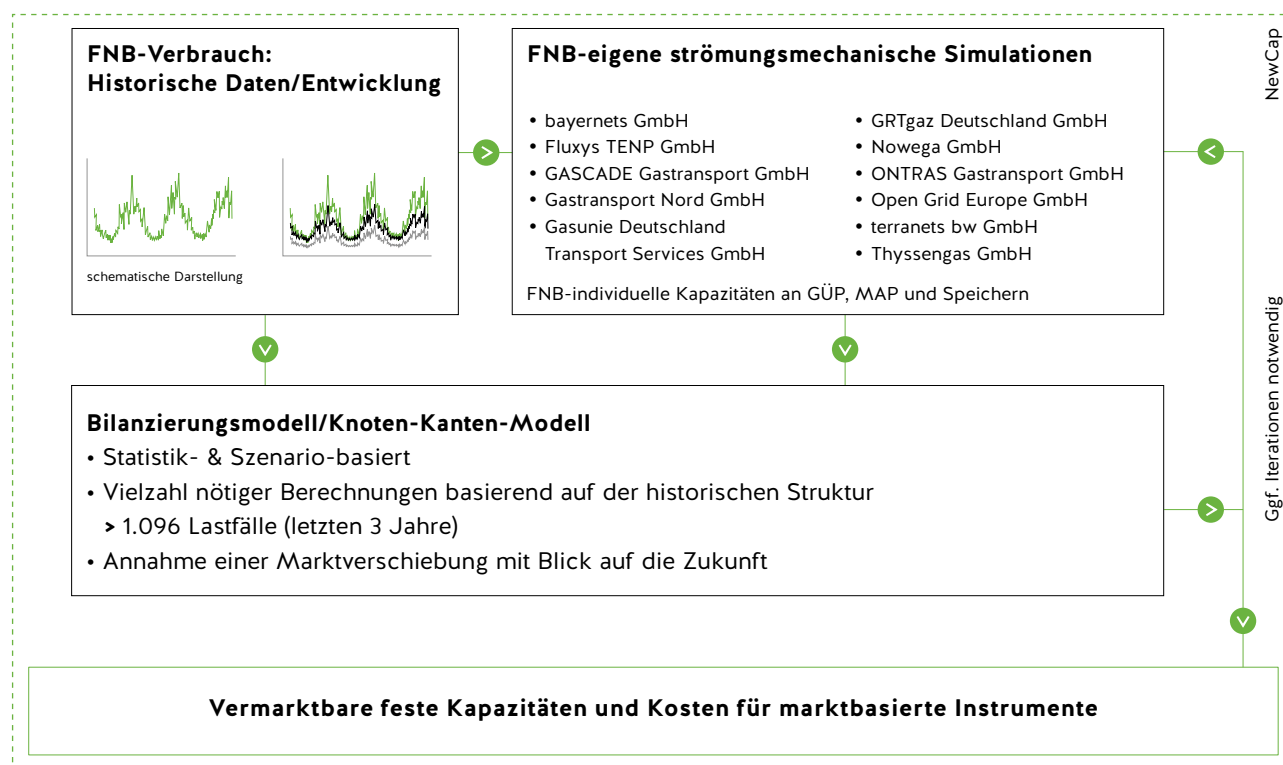 FNB-Verbrauch:
Historische Daten/Entwicklung
schematische Darstellung
FNB-eigene strömungsmechanische Simulationen
• bayernets GmbH
• Fluxys TENP GmbH
• GASCADE Gastransport GmbH
• Gastransport Nord GmbH
• Gasunie Deutschland
Transport Services GmbH
• GRTgaz Deutschland GmbH
• Nowega GmbH
• ONTRAS Gastransport GmbH
• Open Grid Europe GmbH
• terranets bw GmbH
• Thyssengas GmbH
FNB-individuelle Kapazitäten an GÜP, MAP und Speichern
NewCap
Ggf. Iterationen notwendig
Bilanzierungsmodell/Knoten-Kanten-Modell
• Statistik- & Szenario-basiert
• Vielzahl nötiger Berechnungen basierend auf der historischen Struktur
> 1.096 Lastfälle (letzten 3 Jahre)
• Annahme einer Marktverschiebung mit Blick auf die Zukunft
Vermarktbare feste Kapazitäten und Kosten für marktbasierte Instrumente